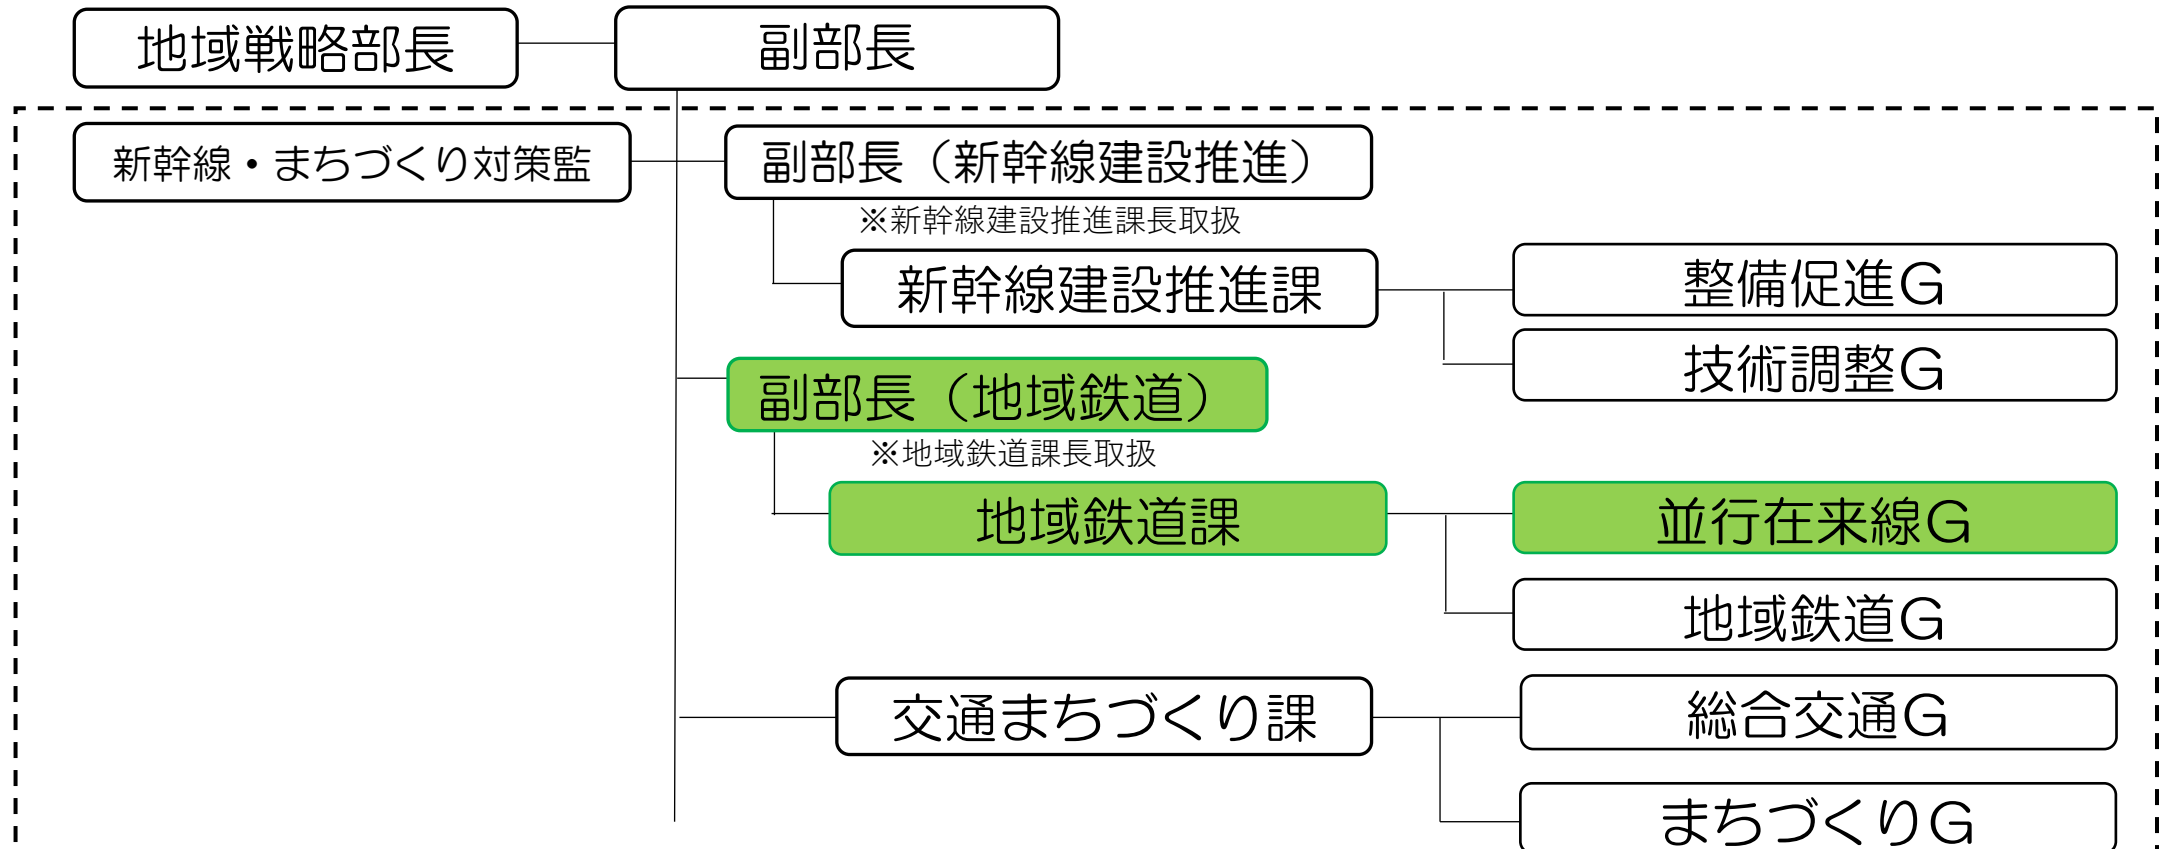 地域戦略部長
副部長
新幹線・まちづくり対策監
副部長（新幹線建設推進）
※新幹線建設推進課長取扱
新幹線建設推進課
整備促進Ｇ
技術調整Ｇ
副部長（地域鉄道）
※地域鉄道課長取扱
地域鉄道課
並行在来線Ｇ
地域鉄道Ｇ
交通まちづくり課
総合交通Ｇ
まちづくりＧ